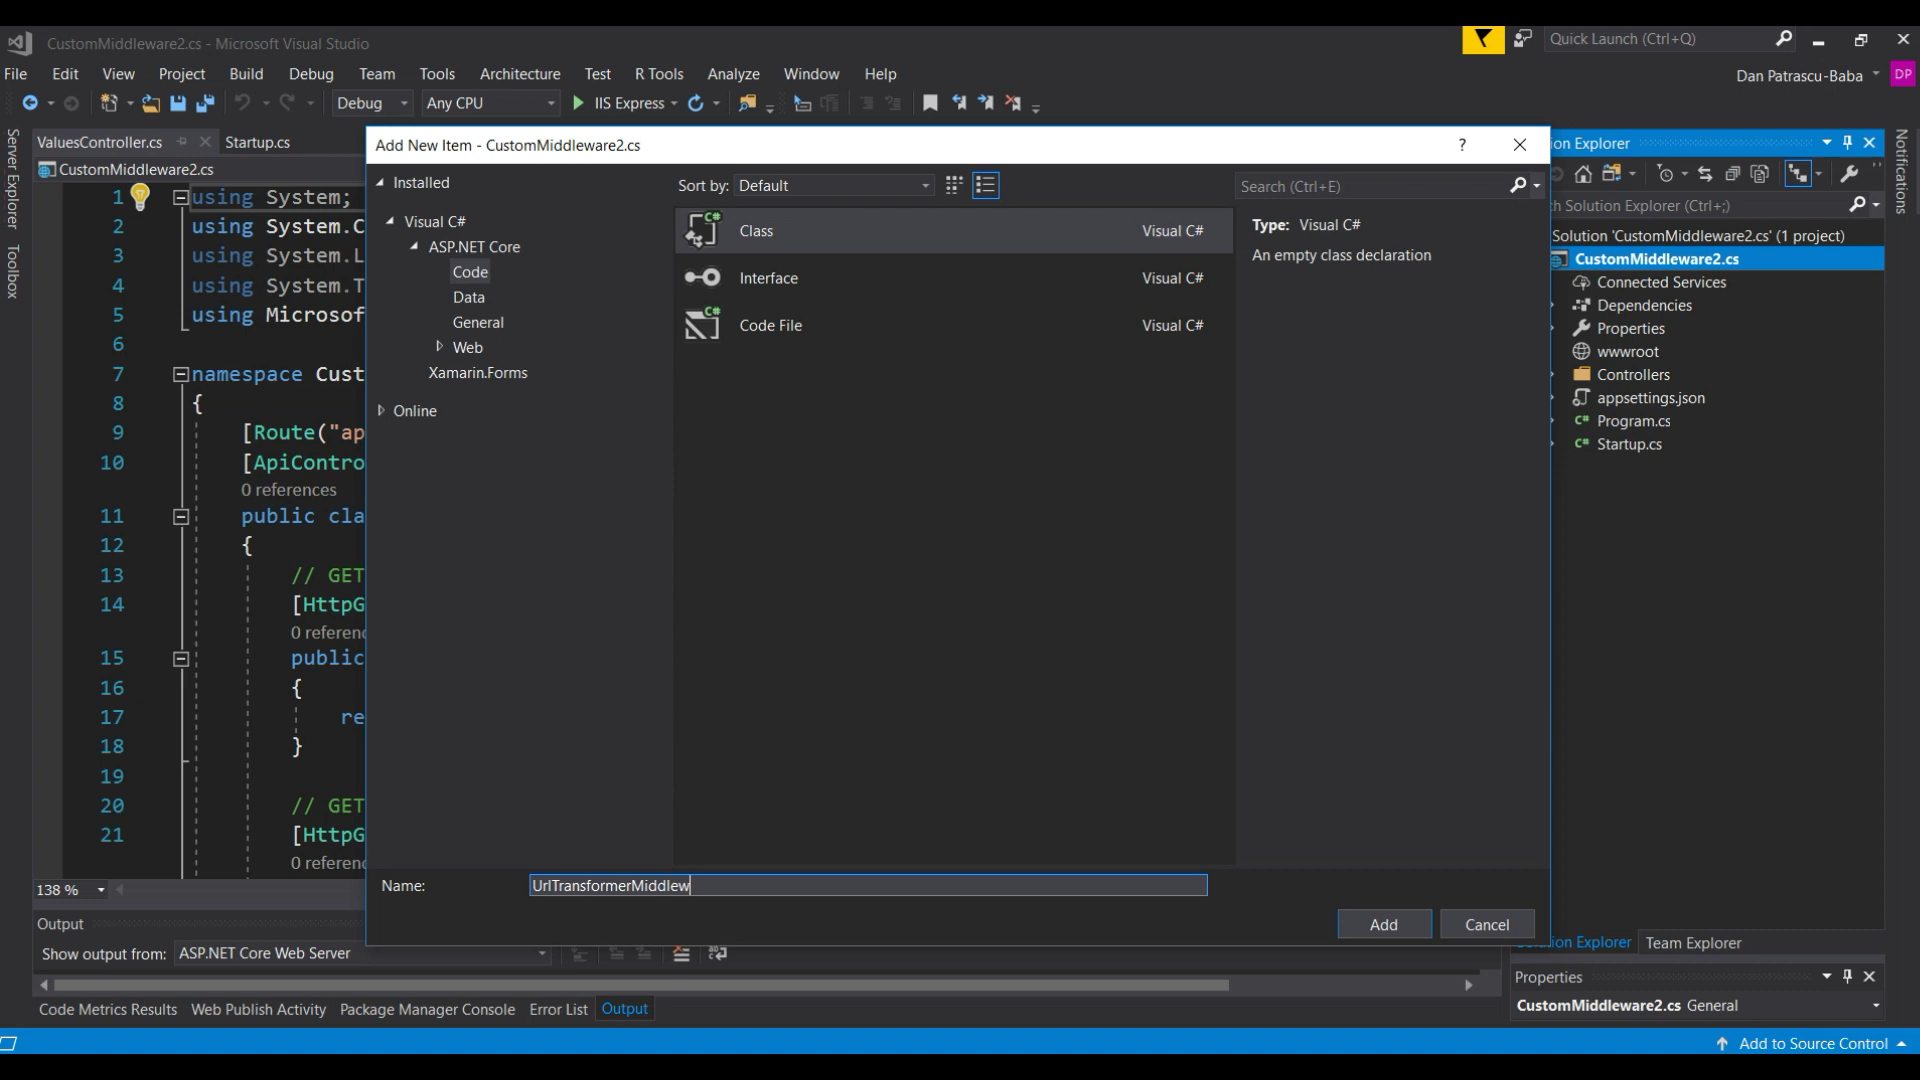 CustomMiddleware2.cs - Microsoft Visual Studio
Quick Launch (Ctrl+Q)
File Edit View Project Build Debug Team Tools Architecture Test R Tools Analyze Window Help
Dan Patrascu-Baba DP
Debug Any CPU IIS Express
Server Explorer
Toolbox
Notifications
ValuesController.cs Startup.cs
CustomMiddleware2.cs
1 using System;
2 using System.C
3 using System.L
4 using System.T
5 using Microsof
6
7 namespace Cust
8 {
9 [Route("ap
10 [ApiContro
0 references
11 public cla
12 {
13 // GET
14 [HttpG
0 referenc
15 public
16 {
17 re
18 }
19
20 // GET
21 [HttpG
0 referenc
138 %
Add New Item - CustomMiddleware2.cs
?
Installed
Visual C#
ASP.NET Core
Code
Data
General
Web
Xamarin.Forms
Online
Sort by: Default
Search (Ctrl+E)
Class Visual C#
Interface Visual C#
Code File Visual C#
Type: Visual C#
An empty class declaration
Name: UrlTransformerMiddlew
Add Cancel
on Explorer
h Solution Explorer (Ctrl+;)
Solution 'CustomMiddleware2.cs' (1 project)
CustomMiddleware2.cs
Connected Services
Dependencies
Properties
wwwroot
Controllers
appsettings.json
C# Program.cs
C# Startup.cs
Solution Explorer Team Explorer
Properties
CustomMiddleware2.cs General
Output
Show output from: ASP.NET Core Web Server
Code Metrics Results Web Publish Activity Package Manager Console Error List Output
Add to Source Control